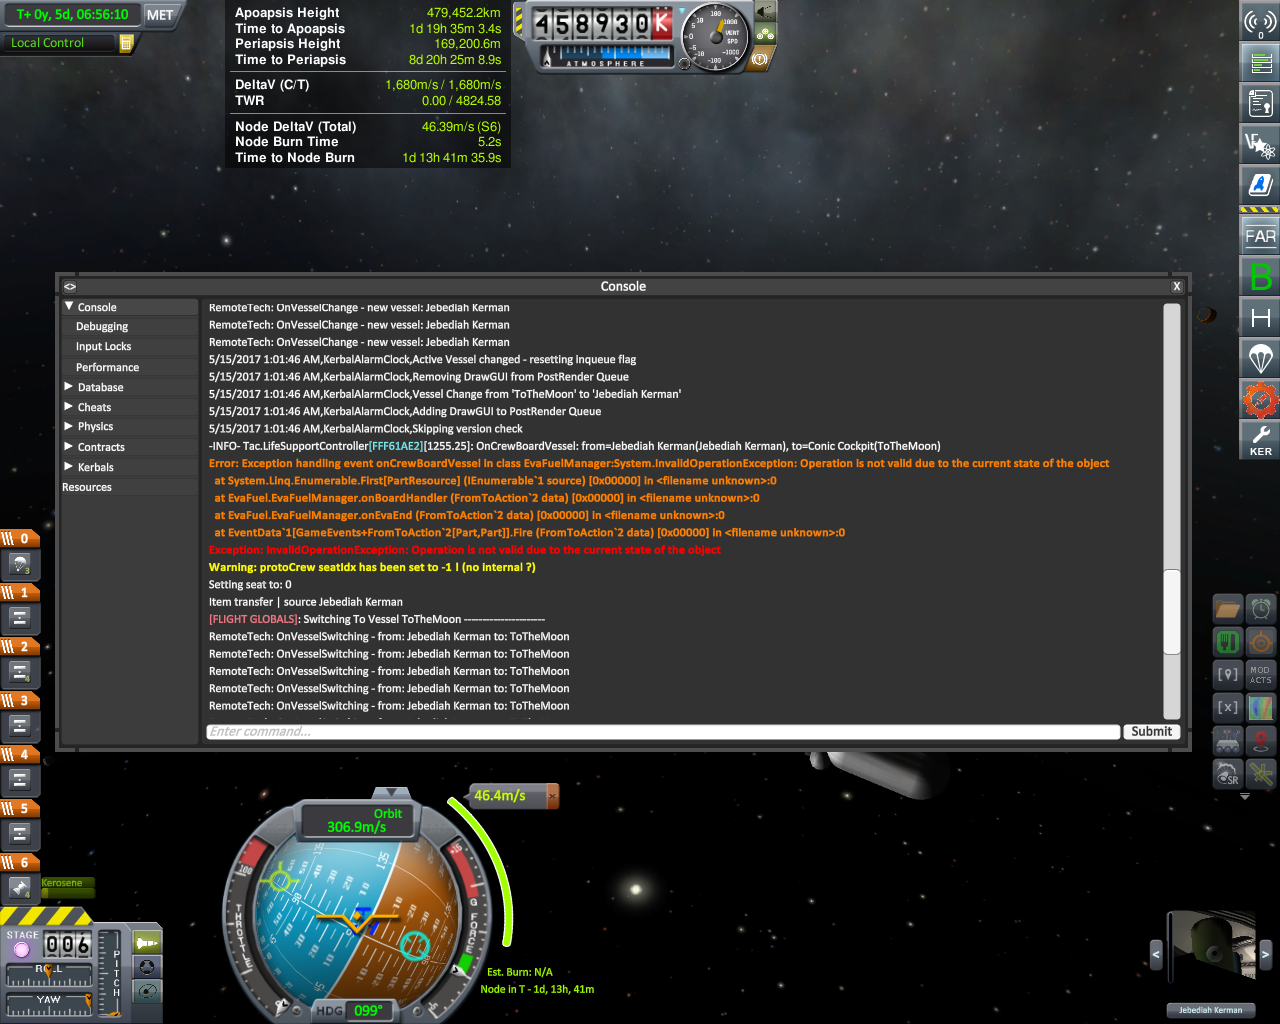 T+ 0y, 5d, 06:56:10 MET
Local Control
Apoapsis Height 479,452.2km
Time to Apoapsis 1d 19h 35m 3.4s
Periapsis Height 169,200.6m
Time to Periapsis 8d 20h 25m 8.9s
DeltaV (C/T) 1,680m/s / 1,680m/s
TWR 0.00 / 4824.58
Node DeltaV (Total) 46.39m/s (S6)
Node Burn Time 5.2s
Time to Node Burn 1d 13h 41m 35.9s
458930K
ATMOSPHERE
0
FAR
B
H
KER
<> Console X
Console
Debugging
Input Locks
Performance
Database
Cheats
Physics
Contracts
Kerbals
Resources
RemoteTech: OnVesselChange - new vessel: Jebediah Kerman
RemoteTech: OnVesselChange - new vessel: Jebediah Kerman
RemoteTech: OnVesselChange - new vessel: Jebediah Kerman
5/15/2017 1:01:46 AM,KerbalAlarmClock,Active Vessel changed - resetting inqueue flag
5/15/2017 1:01:46 AM,KerbalAlarmClock,Removing DrawGUI from PostRender Queue
5/15/2017 1:01:46 AM,KerbalAlarmClock,Vessel Change from 'ToTheMoon' to 'Jebediah Kerman'
5/15/2017 1:01:46 AM,KerbalAlarmClock,Adding DrawGUI to PostRender Queue
5/15/2017 1:01:46 AM,KerbalAlarmClock,Skipping version check
-INFO- Tac.LifeSupportController[FFF61AE2][1255.25]: OnCrewBoardVessel: from=Jebediah Kerman(Jebediah Kerman), to=Conic Cockpit(ToTheMoon)
Error: Exception handling event onCrewBoardVessel in class EvaFuelManager:System.InvalidOperationException: Operation is not valid due to the current state of the object
at System.Linq.Enumerable.First[PartResource] (IEnumerable`1 source) [0x00000] in <filename unknown>:0
at EvaFuel.EvaFuelManager.onBoardHandler (FromToAction`2 data) [0x00000] in <filename unknown>:0
at EvaFuel.EvaFuelManager.onEvaEnd (FromToAction`2 data) [0x00000] in <filename unknown>:0
at EventData`1[GameEvents+FromToAction`2[Part,Part]].Fire (FromToAction`2 data) [0x00000] in <filename unknown>:0
Exception: InvalidOperationException: Operation is not valid due to the current state of the object
Warning: protoCrew seatIdx has been set to -1 ! (no internal ?)
Setting seat to: 0
Item transfer | source Jebediah Kerman
[FLIGHT GLOBALS]: Switching To Vessel ToTheMoon ----------------------
RemoteTech: OnVesselSwitching - from: Jebediah Kerman to: ToTheMoon
RemoteTech: OnVesselSwitching - from: Jebediah Kerman to: ToTheMoon
RemoteTech: OnVesselSwitching - from: Jebediah Kerman to: ToTheMoon
RemoteTech: OnVesselSwitching - from: Jebediah Kerman to: ToTheMoon
RemoteTech: OnVesselSwitching - from: Jebediah Kerman to: ToTheMoon
Enter command... Submit
0
1
2
3
4
5
6
Kerosene
STAGE 006
ROLL
YAW
PITCH
Orbit
306.9m/s
46.4m/s
THROTTLE
G FORCE
HDG 099°
Est. Burn: N/A
Node in T - 1d, 13h, 41m
MOD ACTS
[x]
SR
< >
Jebediah Kerman